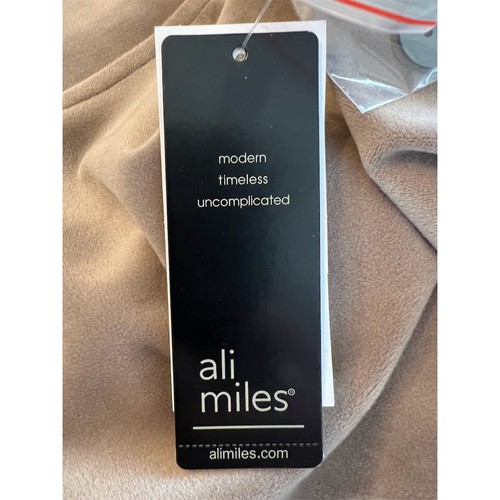 modern
timeless
uncomplicated
ali
miles®
alimiles.com